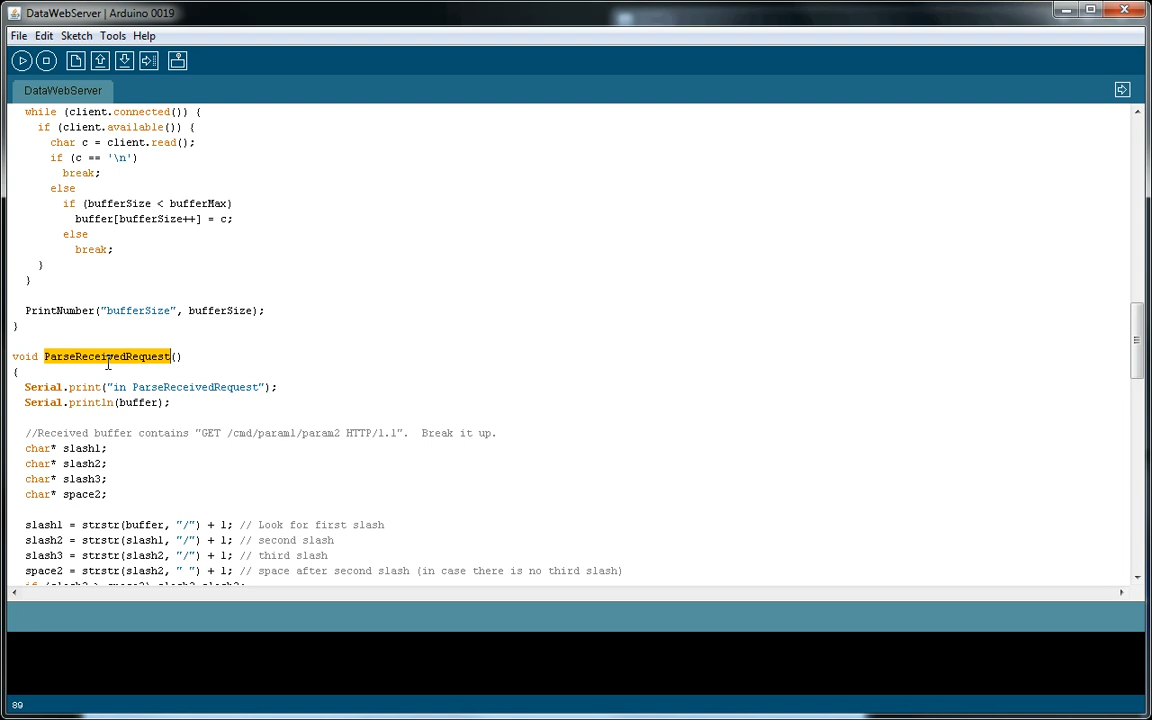 DataWebServer | Arduino 0019
File Edit Sketch Tools Help
DataWebServer
while (client.connected()) {
if (client.available()) {
char c = client.read();
if (c == '\n')
break;
else
if (bufferSize < bufferMax)
buffer[bufferSize++] = c;
else
break;
}
}
PrintNumber("bufferSize", bufferSize);
}
void ParseReceivedRequest()
{
Serial.print("in ParseReceivedRequest");
Serial.println(buffer);
//Received buffer contains "GET /cmd/param1/param2 HTTP/1.1". Break it up.
char* slash1;
char* slash2;
char* slash3;
char* space2;
slash1 = strstr(buffer, "/") + 1; // Look for first slash
slash2 = strstr(slash1, "/") + 1; // second slash
slash3 = strstr(slash2, "/") + 1; // third slash
space2 = strstr(slash2, " ") + 1; // space after second slash (in case there is no third slash)
89